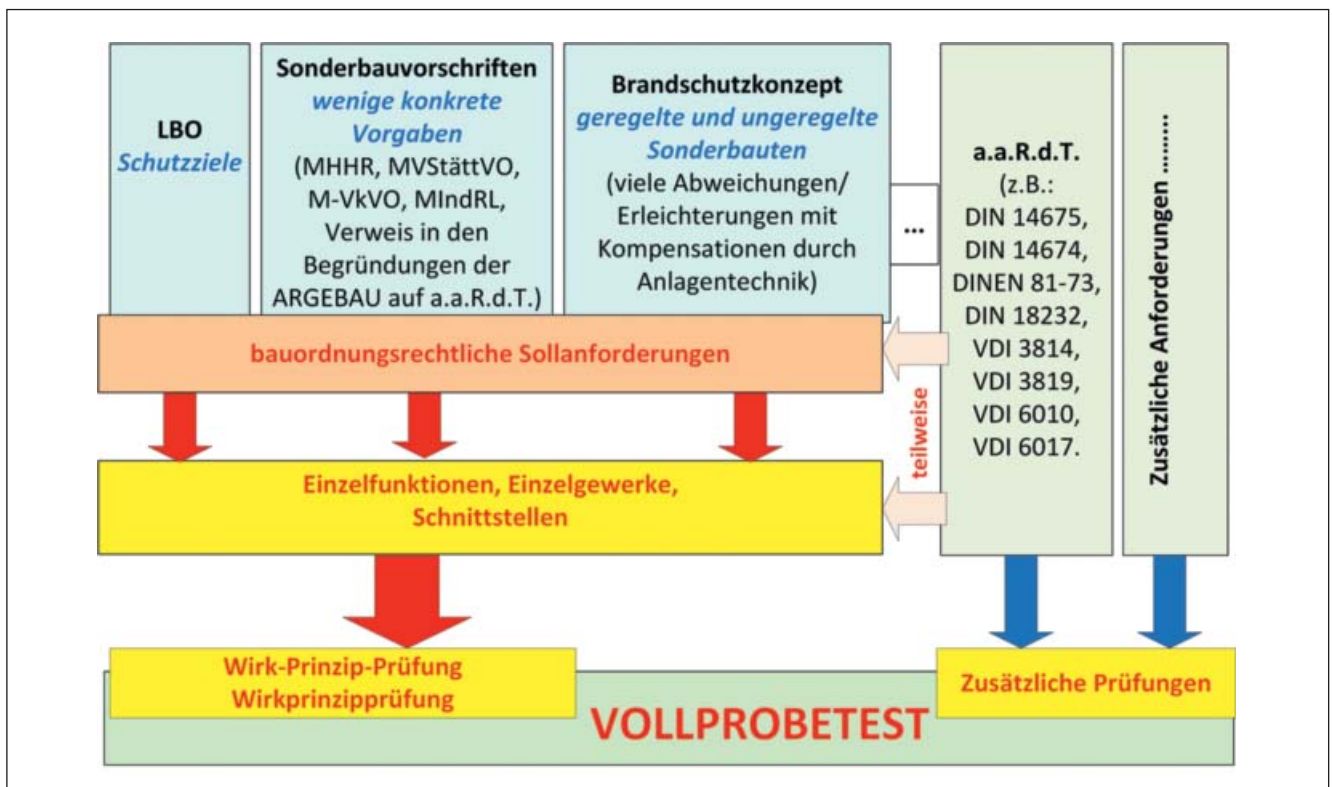 LBO
Schutzziele
Sonderbauvorschriften
wenige konkrete
Vorgaben
(MHHR, MVStättVO,
M-VkVO, MIndRL,
Verweis in den
Begründungen der
ARGEBAU auf a.a.R.d.T.)
Brandschutzkonzept
geregelte und ungeregelte
Sonderbauten
(viele Abweichungen/
Erleichterungen mit
Kompensationen durch
Anlagentechnik)
...
a.a.R.d.T.
(z.B.:
DIN 14675,
DIN 14674,
DINEN 81-73,
DIN 18232,
VDI 3814,
VDI 3819,
VDI 6010,
VDI 6017.
Zusätzliche Anforderungen .........
bauordnungsrechtliche Sollanforderungen
teilweise
Einzelfunktionen, Einzelgewerke,
Schnittstellen
Wirk-Prinzip-Prüfung
Wirkprinzipprüfung
Zusätzliche Prüfungen
VOLLPROBETEST